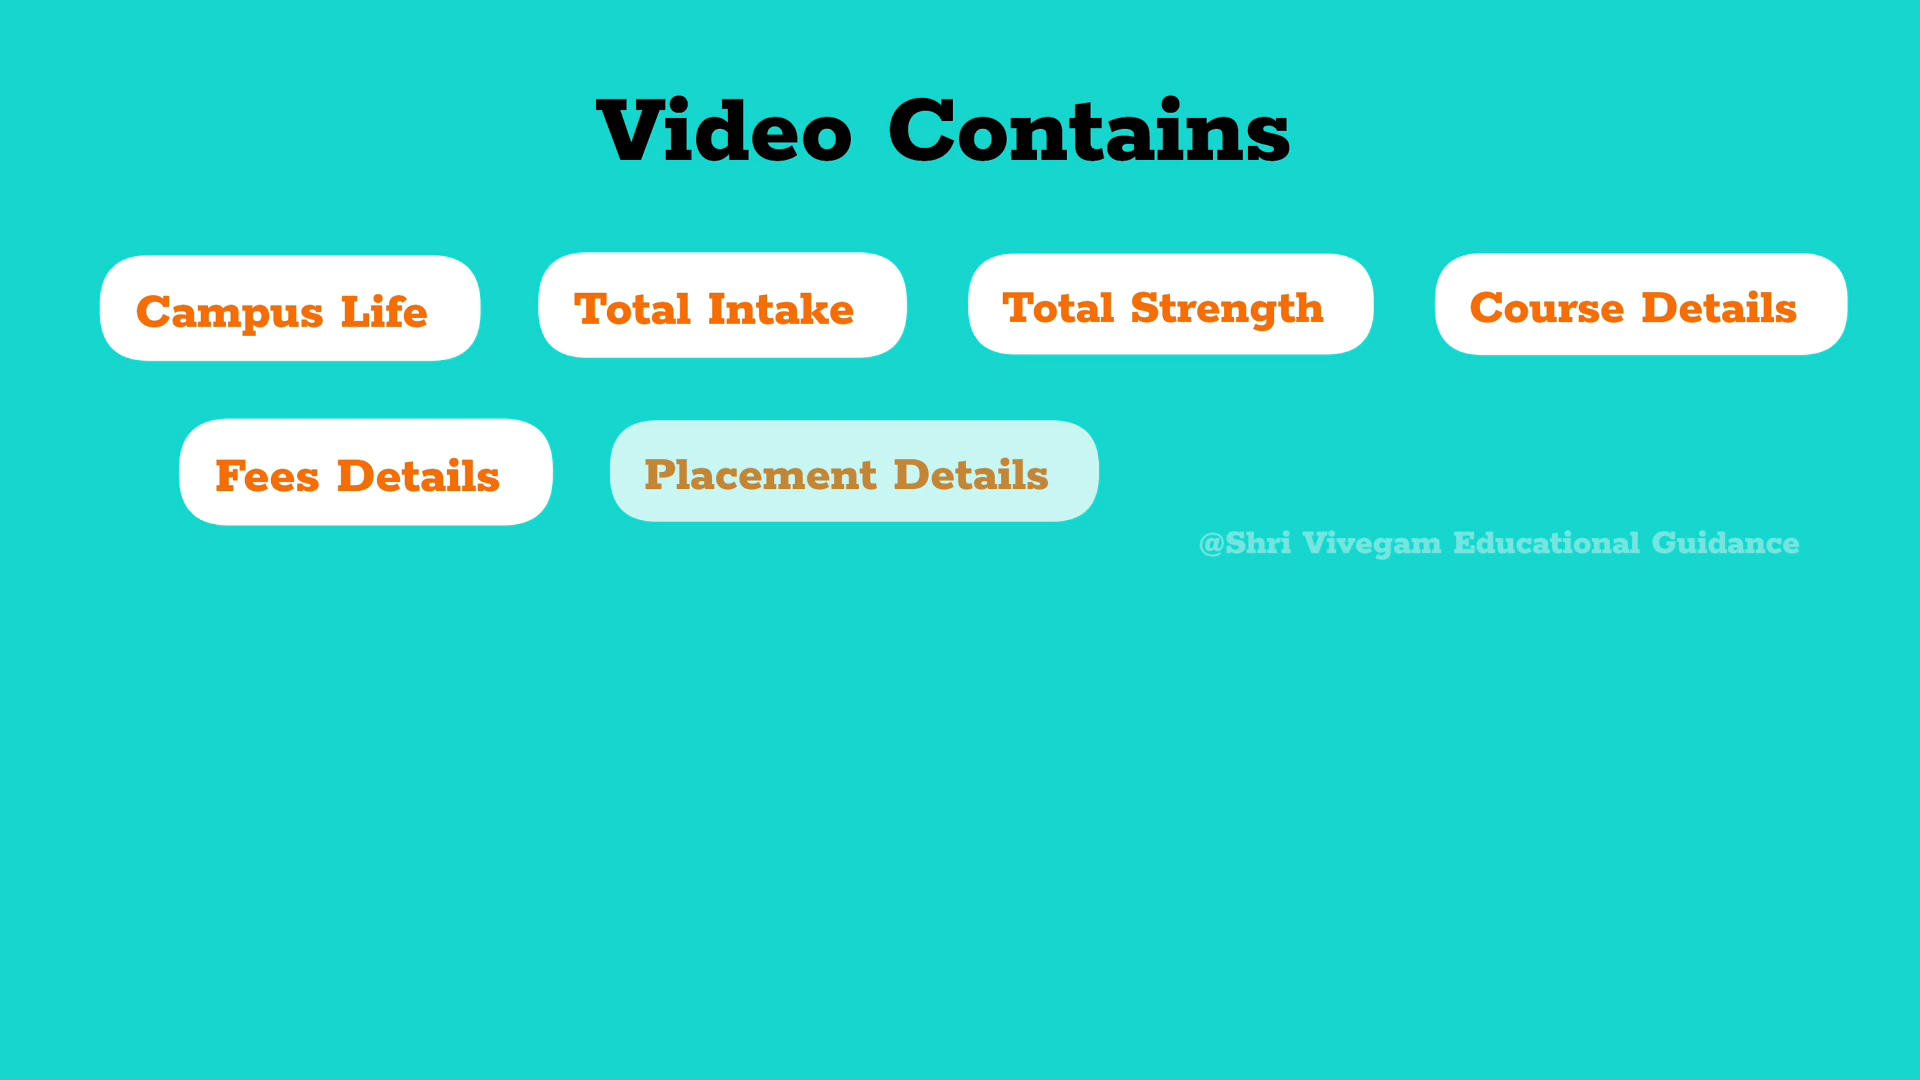 Video Contains
Campus Life Total Intake Total Strength Course Details
Fees Details Placement Details
@Shri Vivegam Educational Guidance